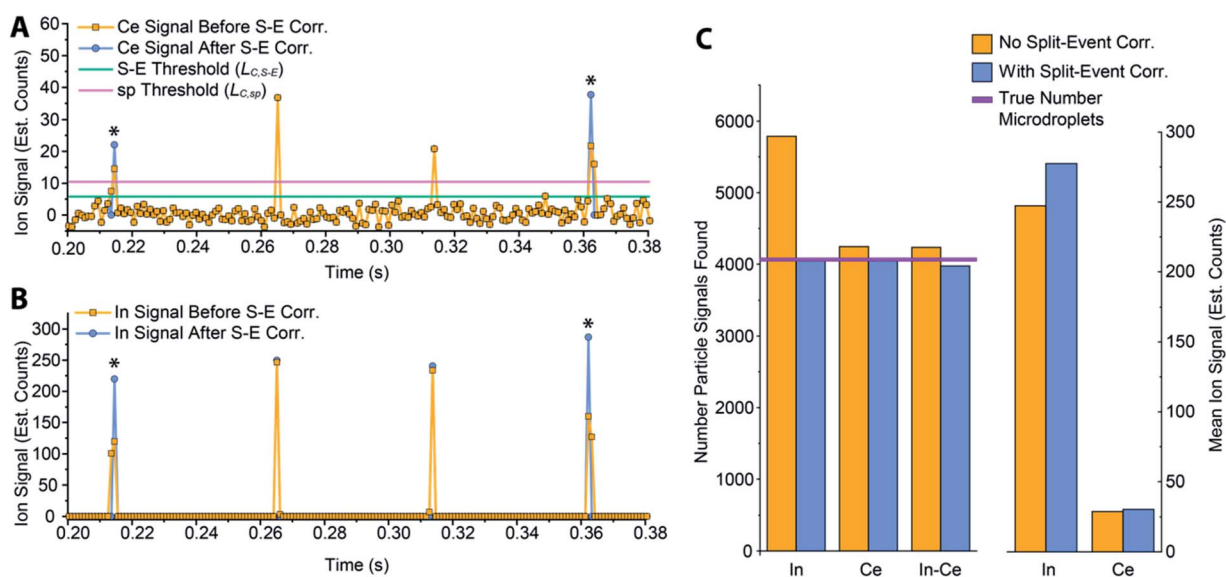 A
Ce Signal Before S-E Corr.
Ce Signal After S-E Corr.
S-E Threshold (L_C,S-E)
sp Threshold (L_C,sp)
*
*
Ion Signal (Est. Counts)
60
50
40
30
20
10
0
0.20
0.22
0.24
0.26
0.28
0.30
0.32
0.34
0.36
0.38
Time (s)
B
In Signal Before S-E Corr.
In Signal After S-E Corr.
*
*
Ion Signal (Est. Counts)
300
250
200
150
100
50
0
0.20
0.22
0.24
0.26
0.28
0.30
0.32
0.34
0.36
0.38
Time (s)
C
No Split-Event Corr.
With Split-Event Corr.
True Number
Microdroplets
Number Particle Signals Found
6000
5000
4000
3000
2000
1000
0
In
Ce
In-Ce
In
Ce
300
250
200
150
100
50
0
Mean Ion Signal (Est. Counts)